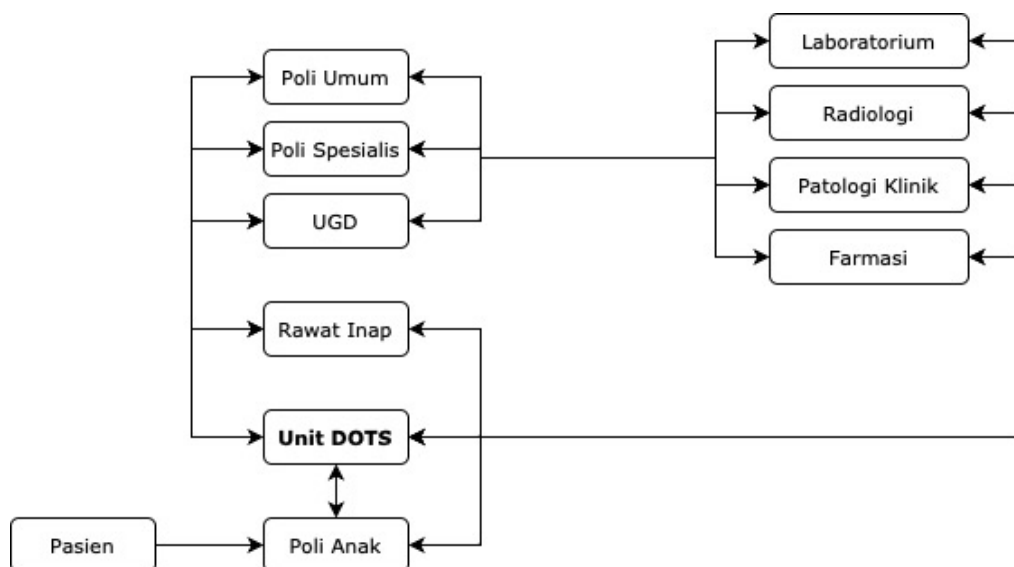 Poli Umum
Poli Spesialis
UGD
Rawat Inap
Unit DOTS
Pasien
Poli Anak
Laboratorium
Radiologi
Patologi Klinik
Farmasi